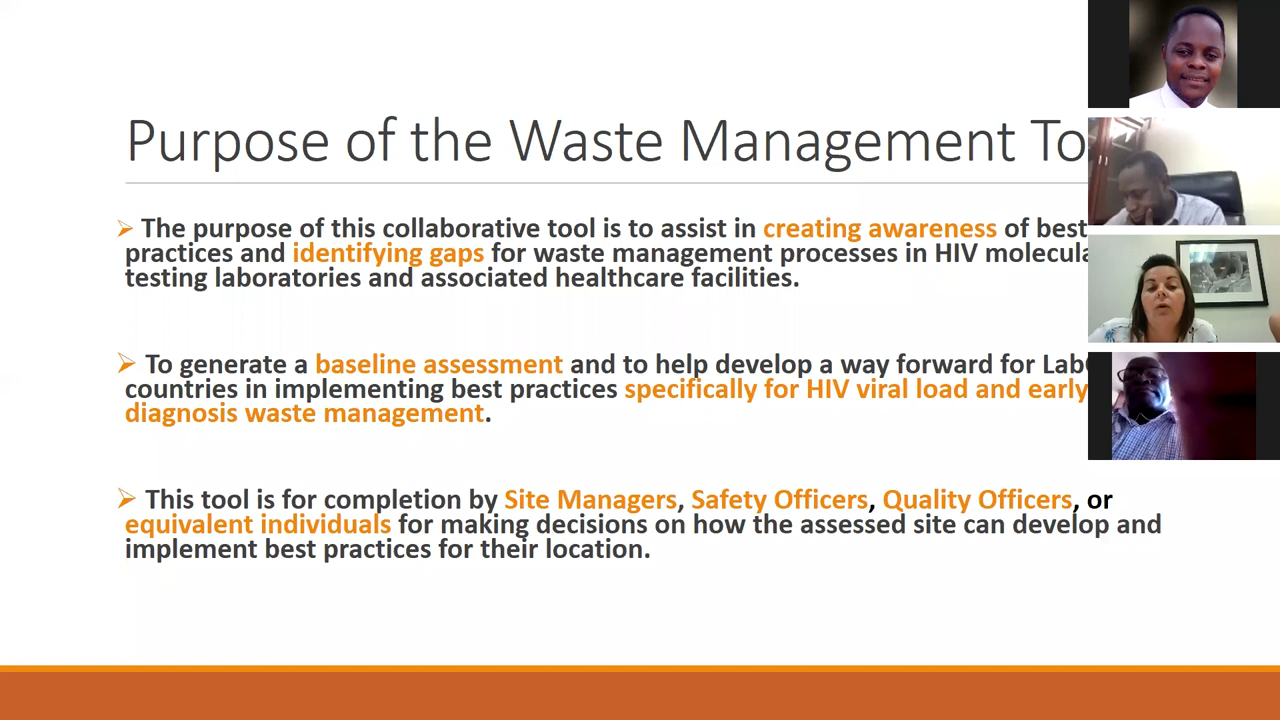 Purpose of the Waste Management To
➢ The purpose of this collaborative tool is to assist in creating awareness of best
practices and identifying gaps for waste management processes in HIV molecula
testing laboratories and associated healthcare facilities.
➢ To generate a baseline assessment and to help develop a way forward for Lab
countries in implementing best practices specifically for HIV viral load and early
diagnosis waste management.
➢ This tool is for completion by Site Managers, Safety Officers, Quality Officers, or
equivalent individuals for making decisions on how the assessed site can develop and
implement best practices for their location.